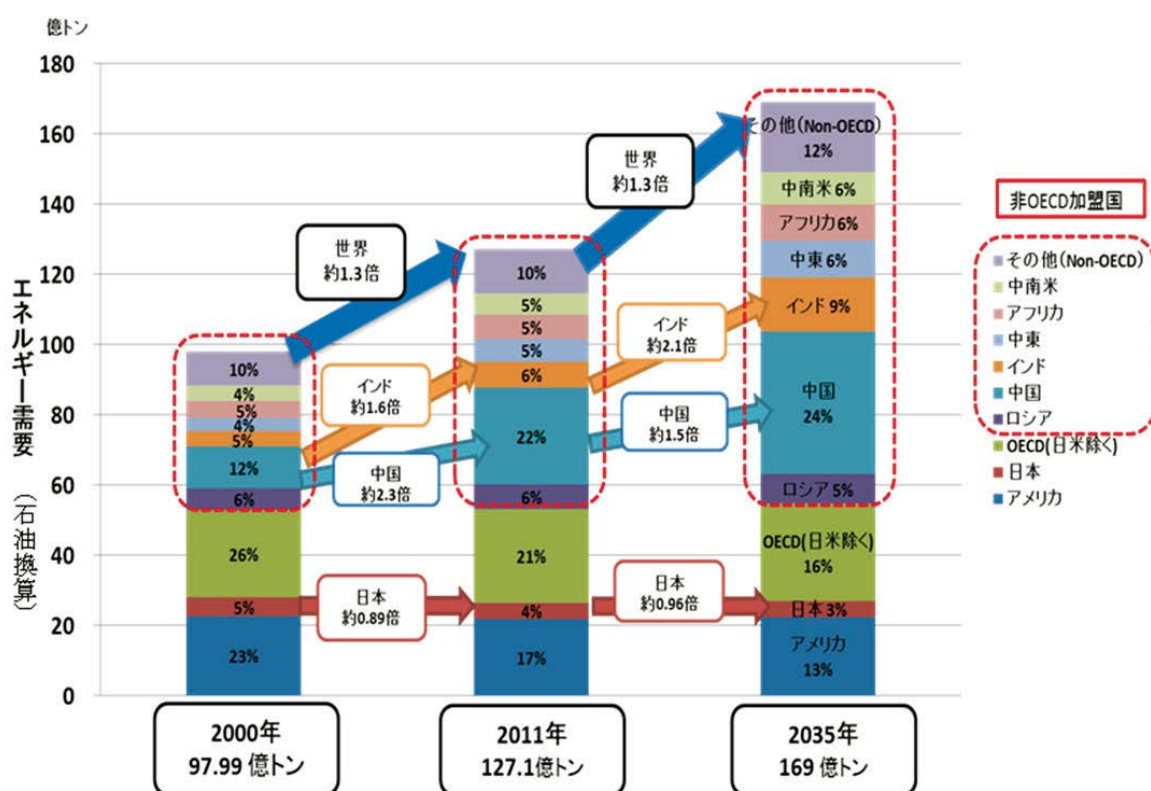 億トン
180
160
140
120
100
80
60
40
20
0
エネルギー需要
(石油換算)
世界
約1.3倍
世界
約1.3倍
インド
約1.6倍
インド
約2.1倍
中国
約2.3倍
中国
約1.5倍
日本
約0.89倍
日本
約0.96倍
10%
4%
5%
4%
5%
12%
6%
26%
5%
23%
10%
5%
5%
5%
6%
22%
6%
21%
4%
17%
その他(Non-OECD)
12%
中南米 6%
アフリカ 6%
中東 6%
インド 9%
中国
24%
ロシア 5%
OECD(日米除く)
16%
日本 3%
アメリカ
13%
2000年
97.99 億トン
2011年
127.1億トン
2035年
169 億トン
非OECD加盟国
その他(Non-OECD)
中南米
アフリカ
中東
インド
中国
ロシア
OECD(日米除く)
日本
アメリカ